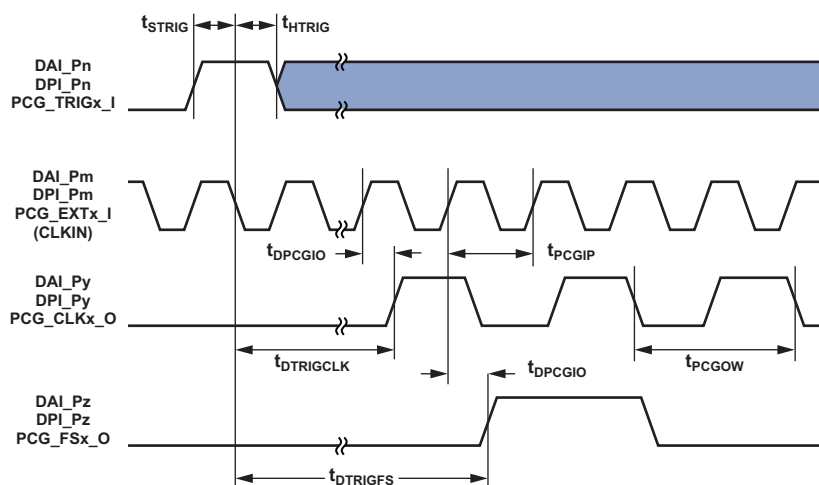 tSTRIG
tHTRIG
DAI_Pn
DPI_Pn
PCG_TRIGx_I
DAI_Pm
DPI_Pm
PCG_EXTx_I
(CLKIN)
tDPCGIO
tPCGIP
DAI_Py
DPI_Py
PCG_CLKx_O
tDTRIGCLK
tDPCGIO
tPCGOW
DAI_Pz
DPI_Pz
PCG_FSx_O
tDTRIGFS